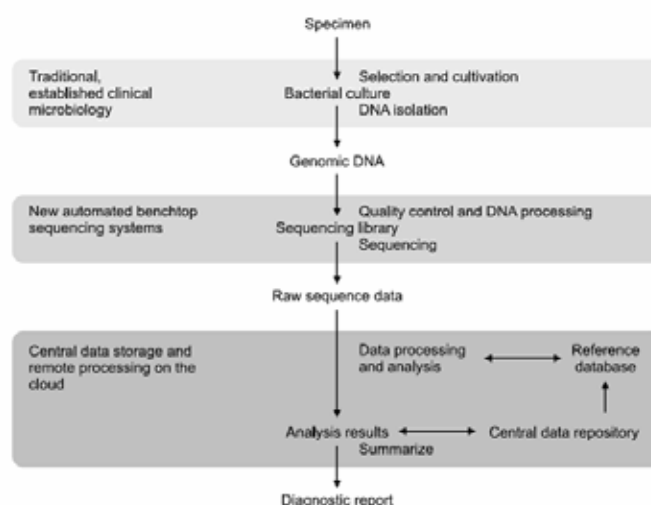 Specimen
Traditional,
established clinical
microbiology
Selection and cultivation
Bacterial culture
DNA isolation
Genomic DNA
New automated benchtop
sequencing systems
Quality control and DNA processing
Sequencing library
Sequencing
Raw sequence data
Central data storage and
remote processing on the
cloud
Data processing
and analysis
Reference
database
Analysis results
Central data repository
Summarize
Diagnostic report